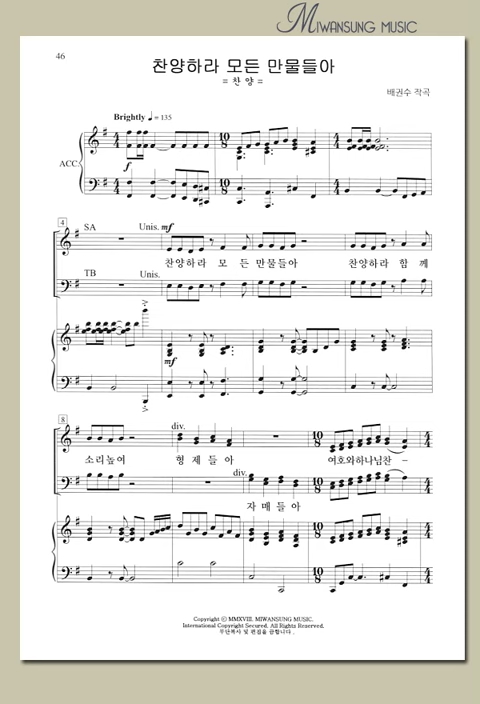 MIWANSUNG MUSIC
46
찬양하라 모든 만물들아
= 찬 양 =
배권수 작곡
Brightly ♩ = 135
ACC.
f
4
SA
Unis. mf
찬양하라 모 든 만물들아 찬양하라 함 께
TB
Unis.
mf
8
div.
소리높여 형 제 들 아 여호와하나님찬 -
div.
자 매 들 아
Copyright ⓟ MMXVIII. MIWANSUNG MUSIC.
International Copyright Secured. All Rights Reserved.
무단복사 및 편집을 금합니다.